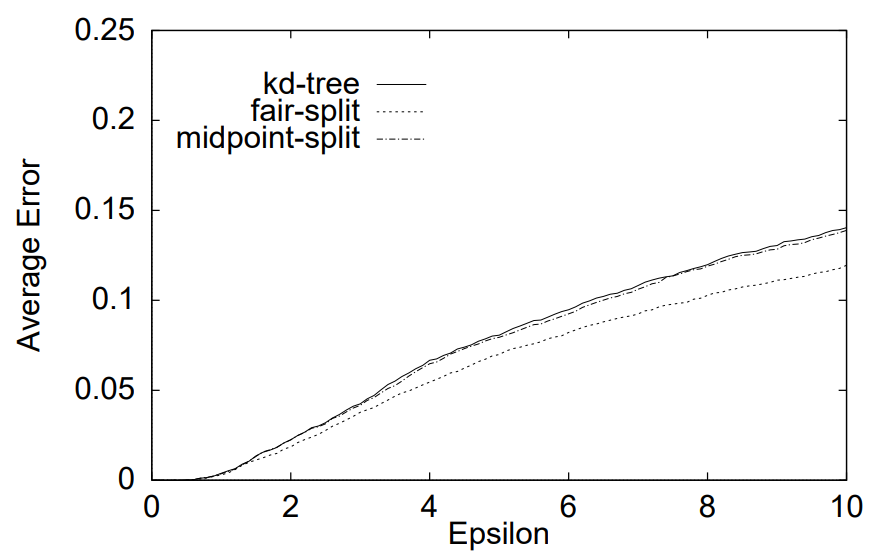 0.25
0.2
0.15
0.1
0.05
0
Average Error
kd-tree
fair-split
midpoint-split
0 2 4 6 8 10
Epsilon